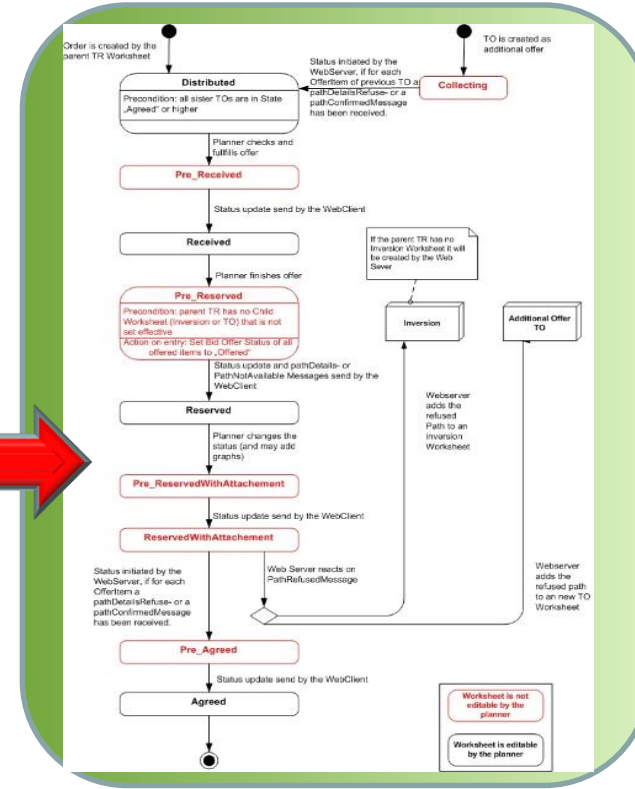 Order is created by the
parent TR Worksheet
TO is created as
additional offer
Status initiated by the
WebServer, if for each
OfferItem of previous TO a
pathDetailsRefuse- or a
pathConfirmedMessage
has been received.
Collecting
Distributed
Precondition: all sister TOs are in State
„Agreed" or higher
Planner checks and
fullfills offer
Pre_Received
Status update send by the WebClient
Received
If the parent TR has no
Inversion Worksheet it will
be created by the Web
Sever
Planner finishes offer
Pre_Reserved
Precondition: parent TR has no Child
Worksheet (Inversion or TO) that is not
set effective
Action on entry: Set Bid Offer Status of all
offered items to „Offered"
Inversion
Additional Offer
TO
Status update and pathDetails- or
PathNotAvailable Messages send by the
WebClient
Reserved
Webserver
adds the
refused
Path to an
inversion
Worksheet
Planner changes the
status (and may add
graphs)
Pre_ReservedWithAttachement
Status update send by the WebClient
ReservedWithAttachement
Status initiated by the
WebServer, if for each
OfferItem a
pathDetailsRefuse- or a
pathConfirmedMessage
has been received.
Web Server reacts on
PathRefusedMessage
Webserver
adds the
refused path
to an new TO
Worksheet
Pre_Agreed
Status update send by the WebClient
Agreed
Worksheet is not
editable by the
planner
Worksheet is editable
by the planner